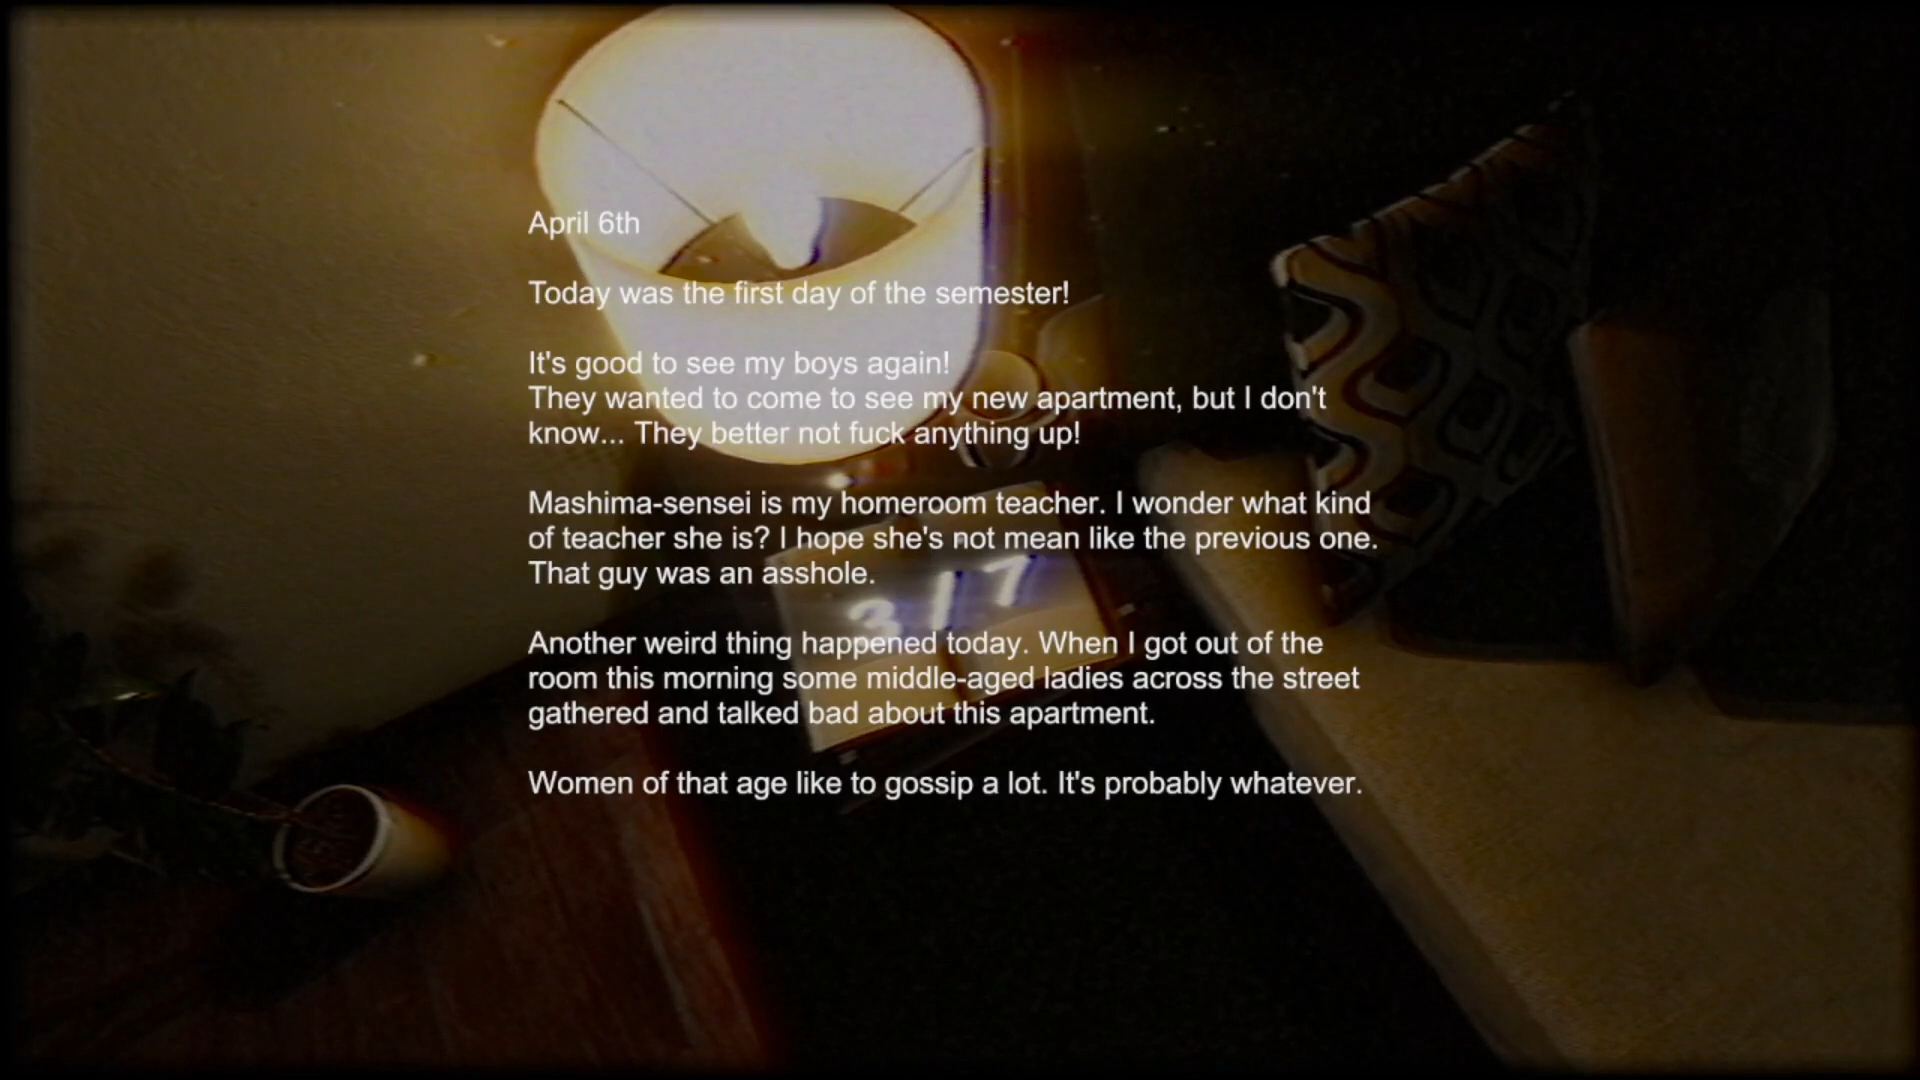 April 6th
Today was the first day of the semester!
It's good to see my boys again!
They wanted to come to see my new apartment, but I don't
know... They better not fuck anything up!
Mashima-sensei is my homeroom teacher. I wonder what kind
of teacher she is? I hope she's not mean like the previous one.
That guy was an asshole.
3/7
Another weird thing happened today. When I got out of the
room this morning some middle-aged ladies across the street
gathered and talked bad about this apartment.
Women of that age like to gossip a lot. It's probably whatever.